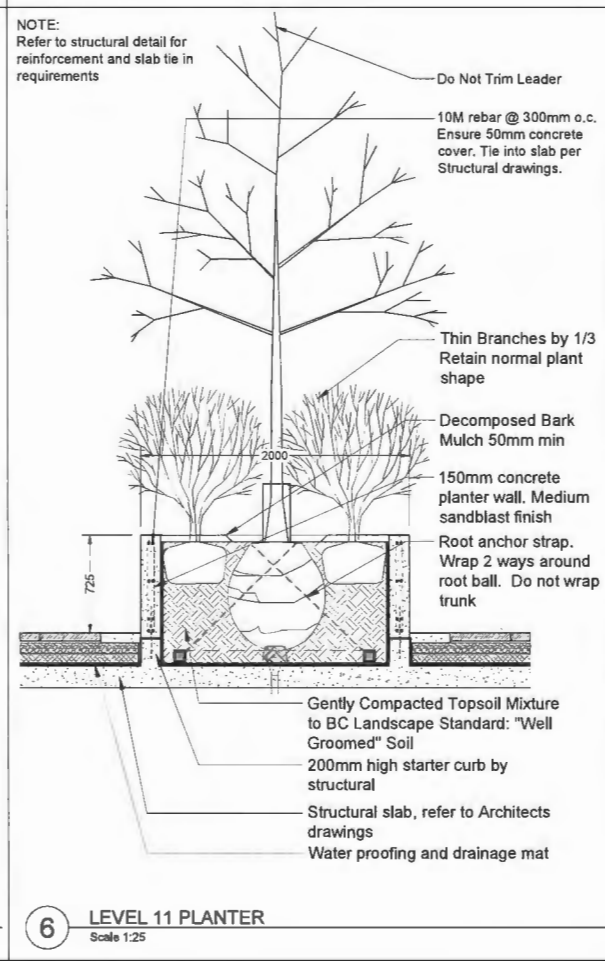 NOTE:
Refer to structural detail for
reinforcement and slab tie in
requirements
Do Not Trim Leader
10M rebar @ 300mm o.c.
Ensure 50mm concrete
cover. Tie into slab per
Structural drawings.
Thin Branches by 1/3
Retain normal plant
shape
Decomposed Bark
Mulch 50mm min
2000
150mm concrete
planter wall. Medium
sandblast finish
Root anchor strap.
Wrap 2 ways around
root ball. Do not wrap
trunk
725
Gently Compacted Topsoil Mixture
to BC Landscape Standard: "Well
Groomed" Soil
200mm high starter curb by
structural
Structural slab, refer to Architects
drawings
Water proofing and drainage mat
6 LEVEL 11 PLANTER
Scale 1:25